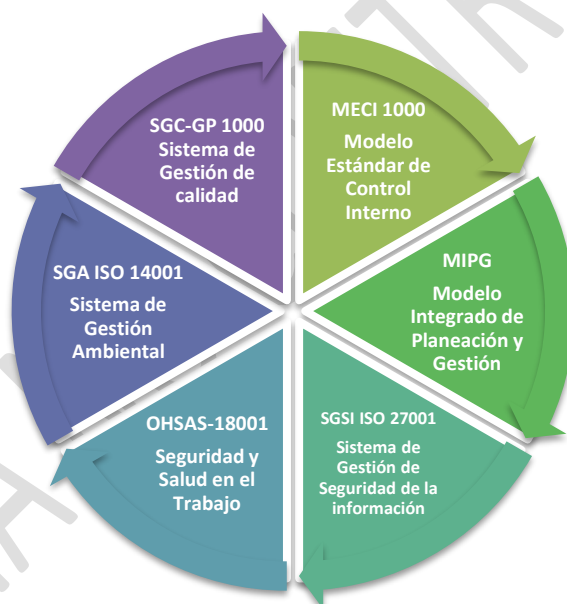 MECI 1000
Modelo
Estándar de
Control
Interno
MIPG
Modelo
Integrado de
Planeación y
Gestión
SGSI ISO 27001
Sistema de
Gestión de
Seguridad de la
información
OHSAS-18001
Seguridad y
Salud en el
Trabajo
SGA ISO 14001
Sistema de
Gestión
Ambiental
SGC-GP 1000
Sistema de
Gestión de
calidad